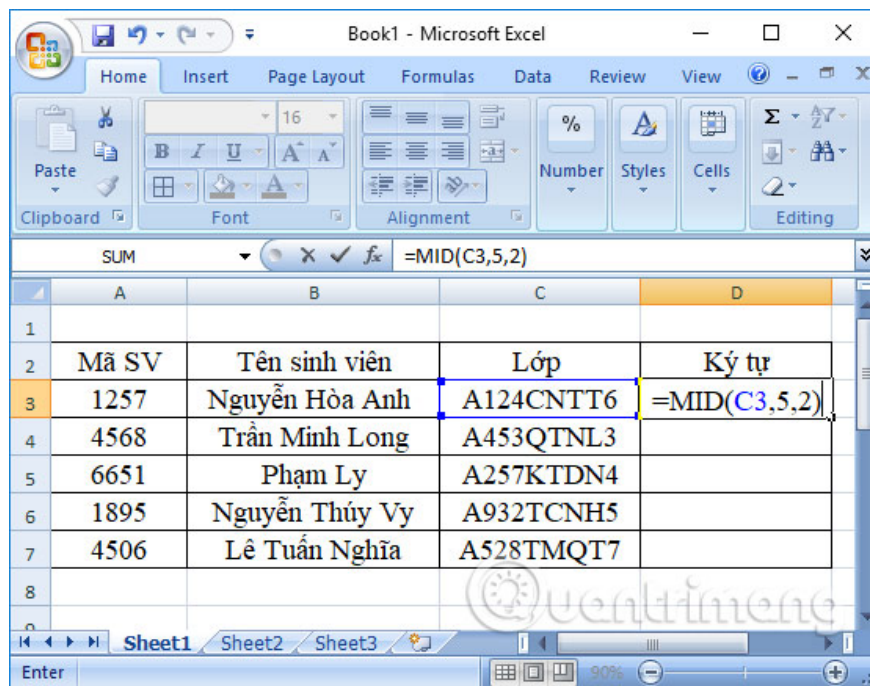 Book1 - Microsoft Excel
Home Insert Page Layout Formulas Data Review View
16
Paste B I U A A A % Number Styles Cells Σ
Clipboard Font Alignment Editing
SUM fx =MID(C3,5,2)
A B C D
1
2 Mã SV Tên sinh viên Lớp Ký tự
3 1257 Nguyễn Hòa Anh A124CNTT6 =MID(C3,5,2)
4 4568 Trần Minh Long A453QTNL3
5 6651 Phạm Ly A257KTDN4
6 1895 Nguyễn Thúy Vy A932TCNH5
7 4506 Lê Tuấn Nghĩa A528TMQT7
8
Quantrimang
Sheet1 Sheet2 Sheet3
Enter 90%